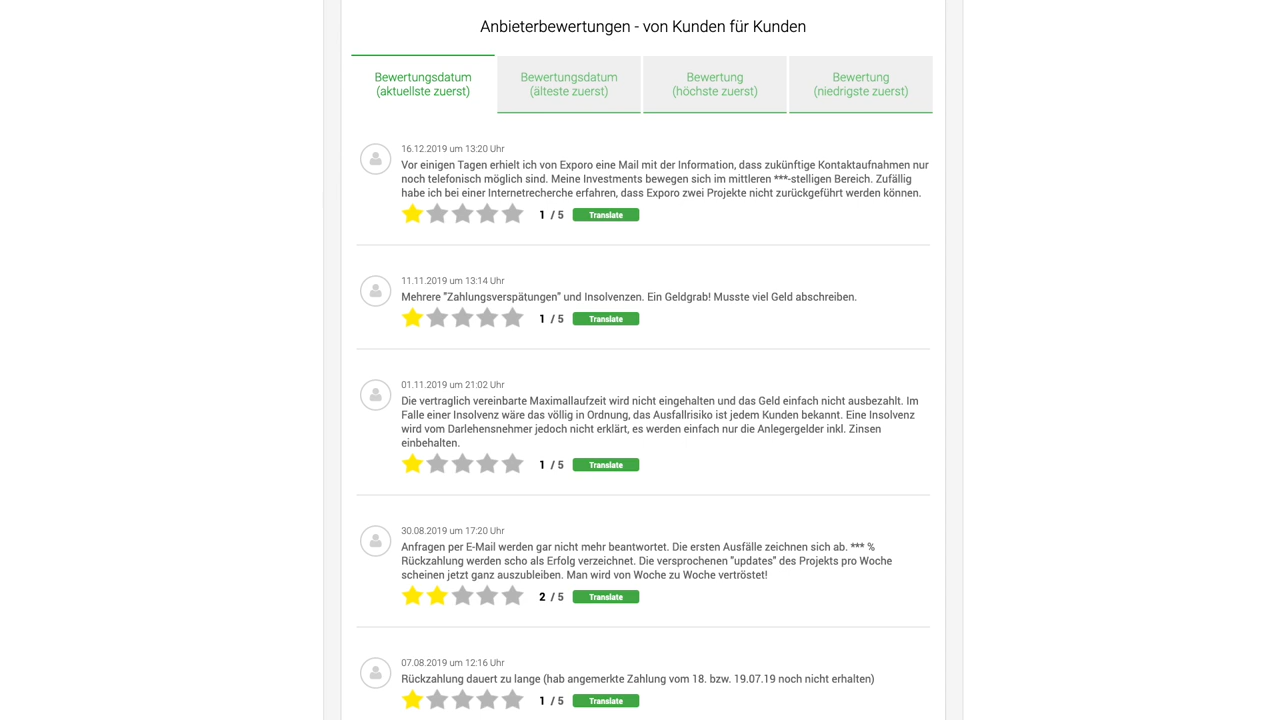 Anbieterbewertungen - von Kunden für Kunden
Bewertungsdatum
(aktuellste zuerst)
Bewertungsdatum
(älteste zuerst)
Bewertung
(höchste zuerst)
Bewertung
(niedrigste zuerst)
16.12.2019 um 13:20 Uhr
Vor einigen Tagen erhielt ich von Exporo eine Mail mit der Information, dass zukünftige Kontaktaufnahmen nur
noch telefonisch möglich sind. Meine Investments bewegen sich im mittleren ***-stelligen Bereich. Zufällig
habe ich bei einer Internetrecherche erfahren, dass Exporo zwei Projekte nicht zurückgeführt werden können.
1 / 5 Translate
11.11.2019 um 13:14 Uhr
Mehrere "Zahlungsverspätungen" und Insolvenzen. Ein Geldgrab! Musste viel Geld abschreiben.
1 / 5 Translate
01.11.2019 um 21:02 Uhr
Die vertraglich vereinbarte Maximallaufzeit wird nicht eingehalten und das Geld einfach nicht ausbezahlt. Im
Falle einer Insolvenz wäre das völlig in Ordnung, das Ausfallrisiko ist jedem Kunden bekannt. Eine Insolvenz
wird vom Darlehensnehmer jedoch nicht erklärt, es werden einfach nur die Anlegergelder inkl. Zinsen
einbehalten.
1 / 5 Translate
30.08.2019 um 17:20 Uhr
Anfragen per E-Mail werden gar nicht mehr beantwortet. Die ersten Ausfälle zeichnen sich ab. *** %
Rückzahlung werden scho als Erfolg verzeichnet. Die versprochenen "updates" des Projekts pro Woche
scheinen jetzt ganz auszubleiben. Man wird von Woche zu Woche vertröstet!
2 / 5 Translate
07.08.2019 um 12:16 Uhr
Rückzahlung dauert zu lange (hab angemerkte Zahlung vom 18. bzw. 19.07.19 noch nicht erhalten)
1 / 5 Translate